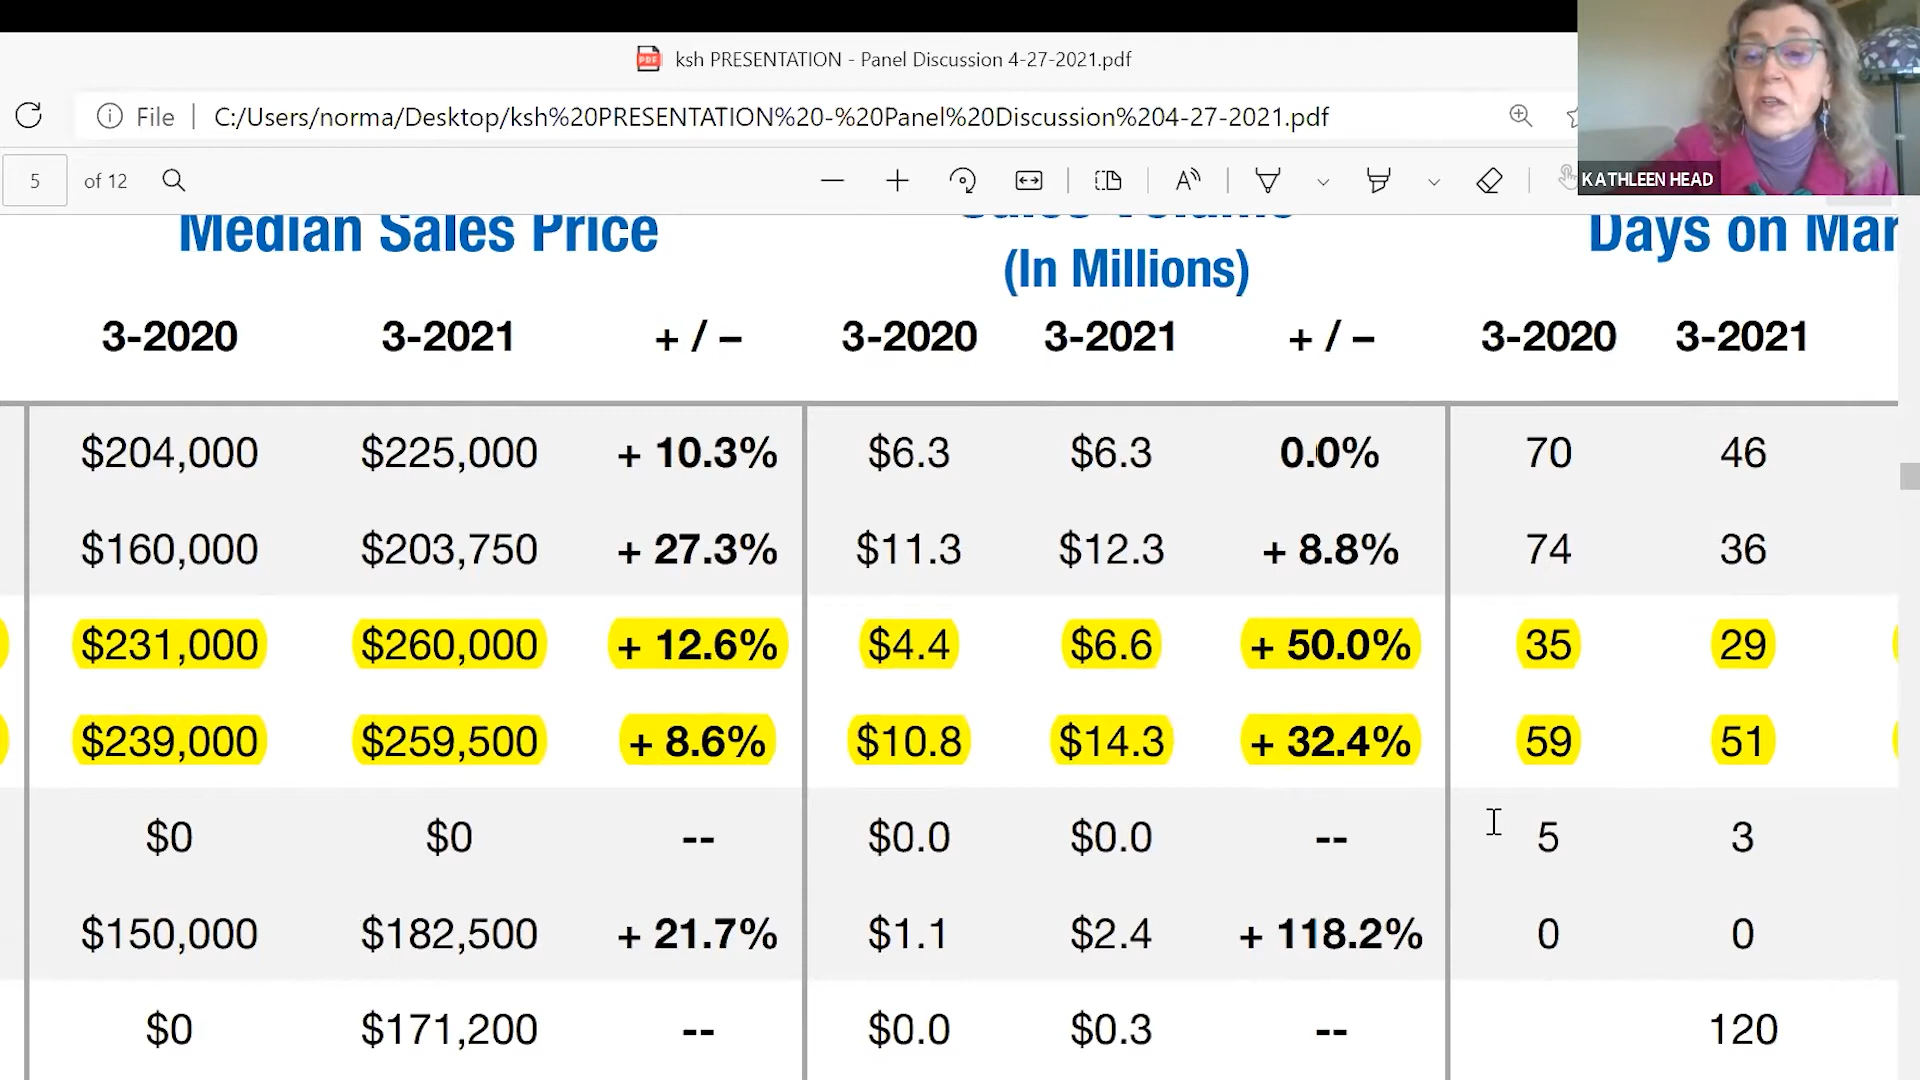 ksh PRESENTATION - Panel Discussion 4-27-2021.pdf
File | C:/Users/norma/Desktop/ksh%20PRESENTATION%20-%20Panel%20Discussion%204-27-2021.pdf
5 of 12
KATHLEEN HEAD
Median Sales Price Sales Volume Days on Mar
(In Millions)
3-2020 3-2021 + / – 3-2020 3-2021 + / – 3-2020 3-2021
$204,000 $225,000 + 10.3% $6.3 $6.3 0.0% 70 46
$160,000 $203,750 + 27.3% $11.3 $12.3 + 8.8% 74 36
$231,000 $260,000 + 12.6% $4.4 $6.6 + 50.0% 35 29
$239,000 $259,500 + 8.6% $10.8 $14.3 + 32.4% 59 51
$0 $0 -- $0.0 $0.0 -- 5 3
$150,000 $182,500 + 21.7% $1.1 $2.4 + 118.2% 0 0
$0 $171,200 -- $0.0 $0.3 -- 120